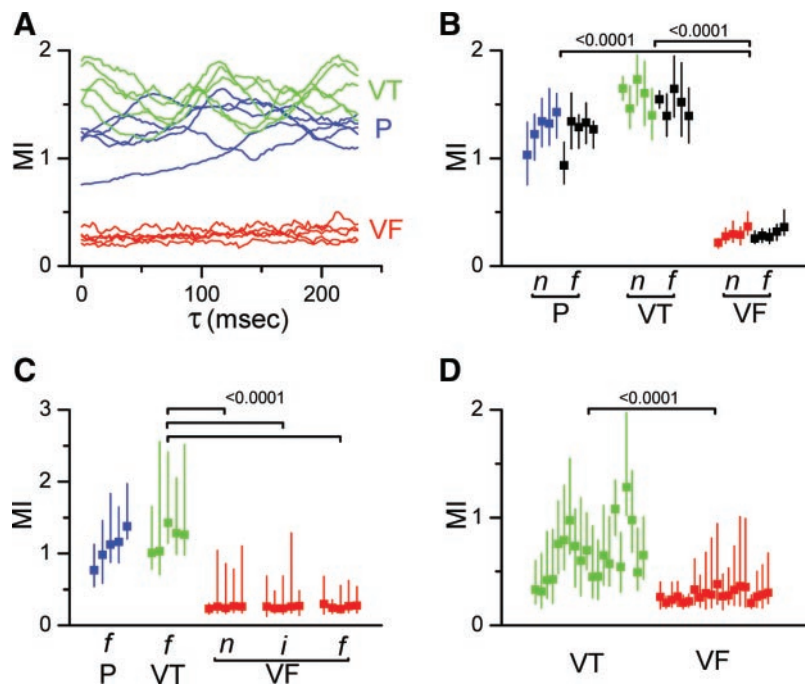 A
MI
2
1
0
VT
P
VF
0 100 200
τ (msec)
B
MI
2
1
0
<0.0001 <0.0001
n f n f n f
P VT VF
C
MI
3
2
1
0
<0.0001
f f n i f
P VT VF
D
MI
2
1
0
<0.0001
VT VF